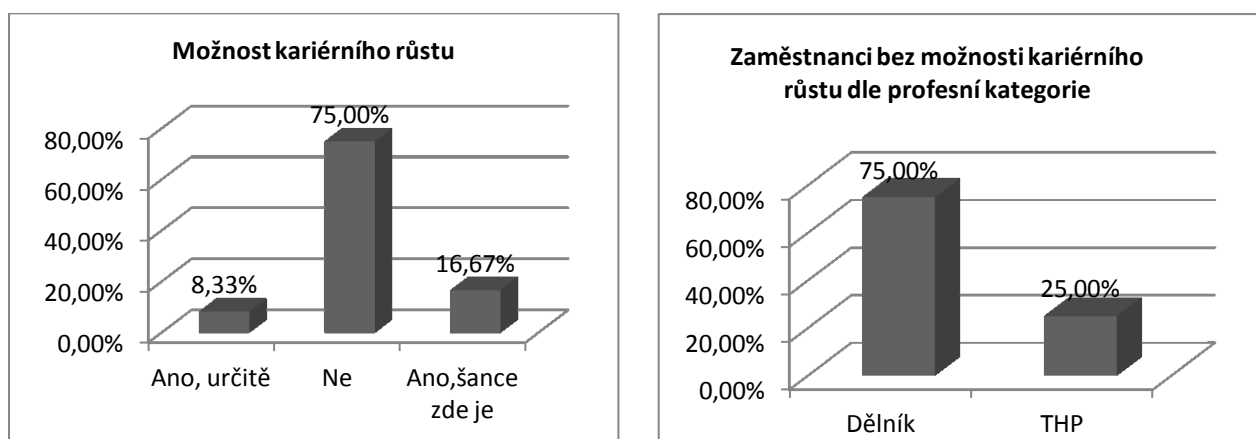 Možnost kariérního růstu
80,00%
60,00%
40,00%
20,00%
0,00%
8,33%
75,00%
16,67%
Ano, určitě
Ne
Ano,šance
zde je
Zaměstnanci bez možnosti kariérního
růstu dle profesní kategorie
80,00%
60,00%
40,00%
20,00%
0,00%
75,00%
25,00%
Dělník
THP